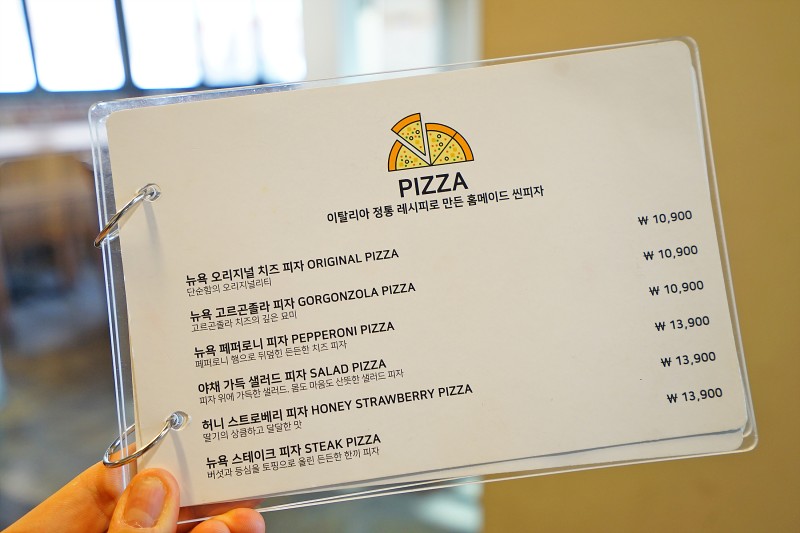 PIZZA
이탈리아 정통 레시피로 만든 홈메이드 씬피자
뉴욕 오리지널 치즈 피자 ORIGINAL PIZZA ₩ 10,900
단순함의 오리지널리티
뉴욕 고르곤졸라 피자 GORGONZOLA PIZZA ₩ 10,900
고르곤졸라 치즈의 깊은 묘미
뉴욕 페퍼로니 피자 PEPPERONI PIZZA ₩ 10,900
페퍼로니 햄으로 뒤덮힌 든든한 치즈 피자
야채 가득 샐러드 피자 SALAD PIZZA ₩ 13,900
피자 위에 가득한 샐러드, 몸도 마음도 산뜻한 샐러드 피자
허니 스트로베리 피자 HONEY STRAWBERRY PIZZA ₩ 13,900
딸기의 상큼하고 달달한 맛
뉴욕 스테이크 피자 STEAK PIZZA ₩ 13,900
버섯과 등심을 토핑으로 올린 든든한 한끼 피자